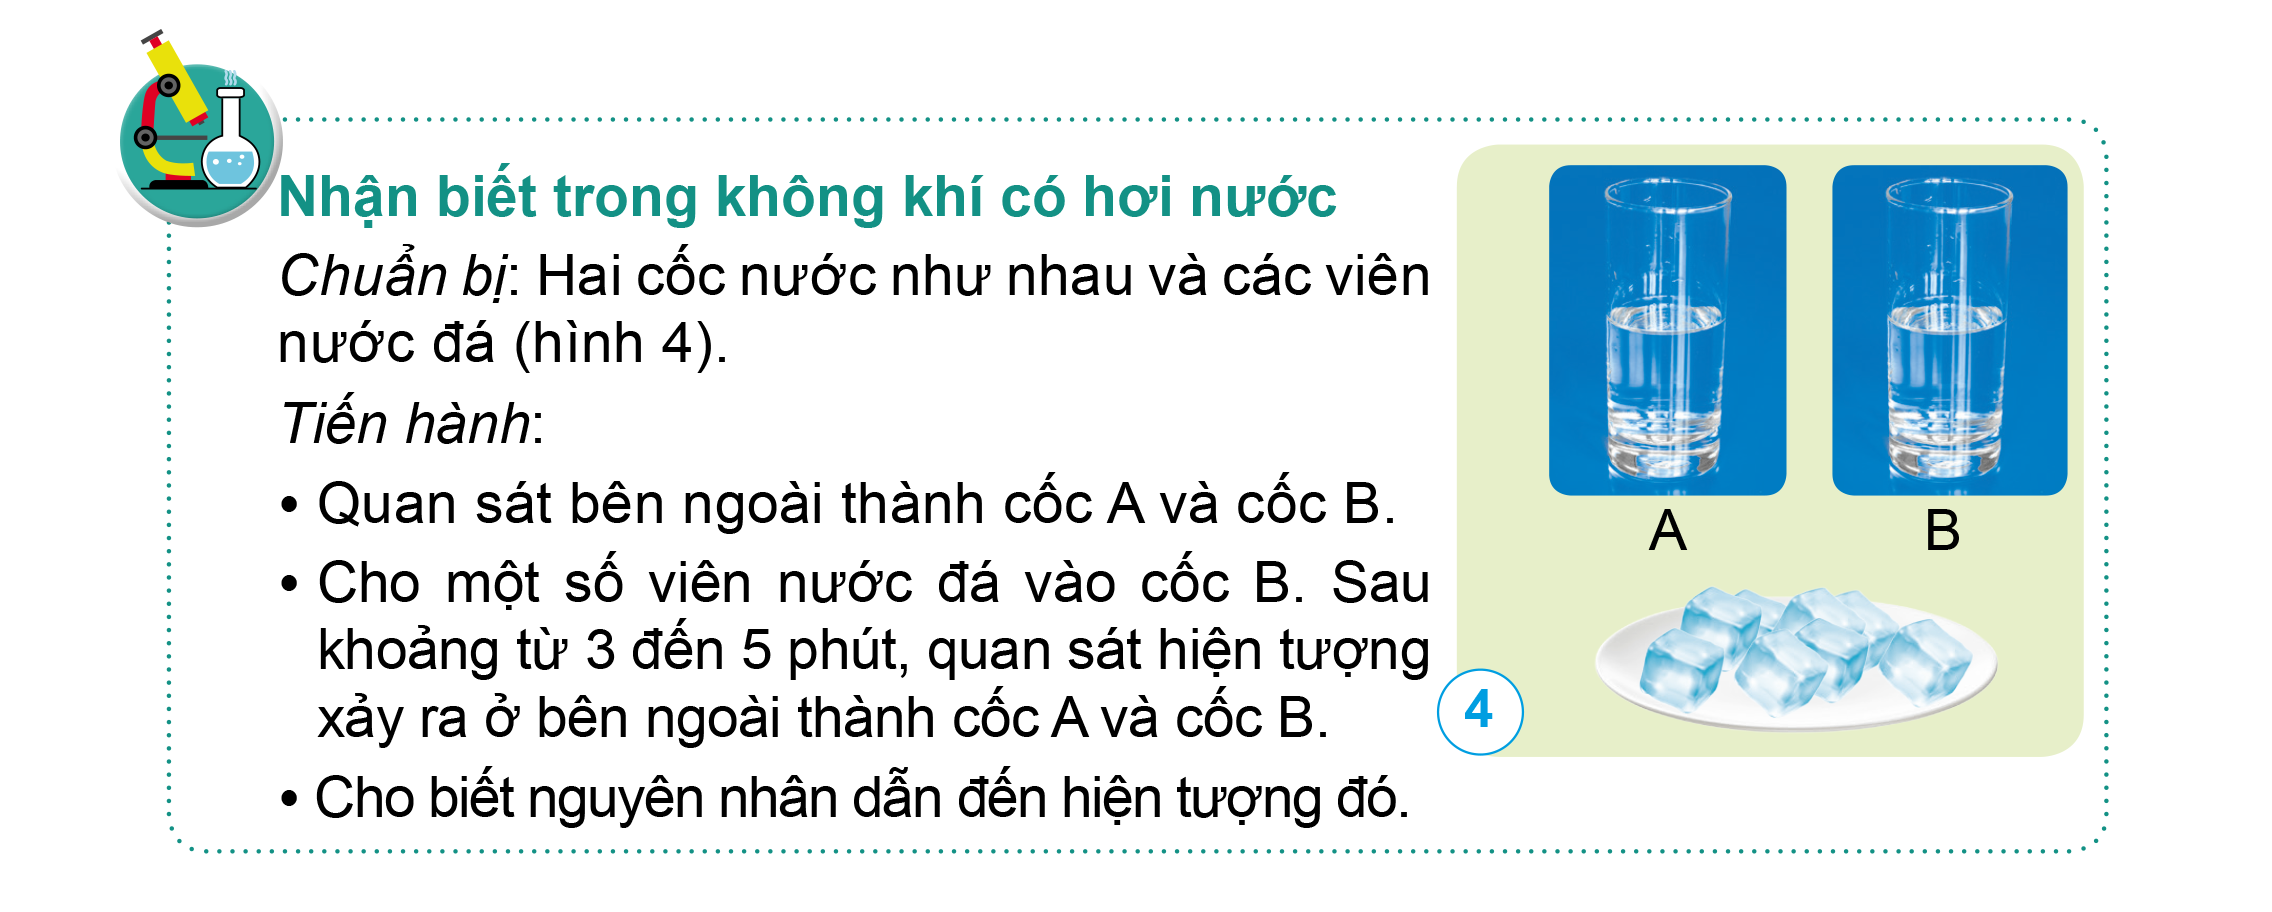 Nhận biết trong không khí có hơi nước
Chuẩn bị: Hai cốc nước như nhau và các viên
nước đá (hình 4).
Tiến hành:
• Quan sát bên ngoài thành cốc A và cốc B.
• Cho một số viên nước đá vào cốc B. Sau
khoảng từ 3 đến 5 phút, quan sát hiện tượng
xảy ra ở bên ngoài thành cốc A và cốc B.
• Cho biết nguyên nhân dẫn đến hiện tượng đó.
A
B
4